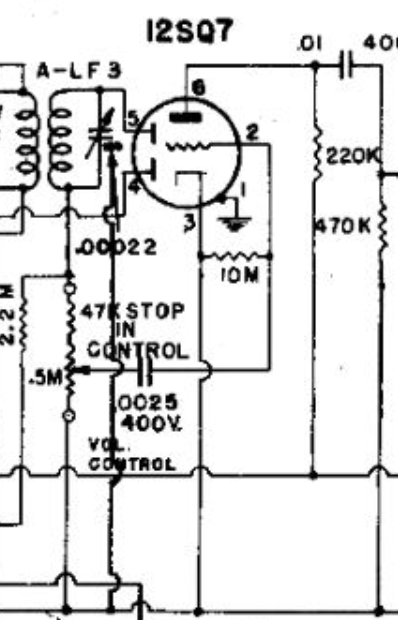 12SQ7
.01
400
A-LF3
6
5
2
220K
4
1
.00022
3
470K
10M
2.2M
47K STOP
IN
CONTROL
.5M
.0025
400V.
VOL.
CONTROL